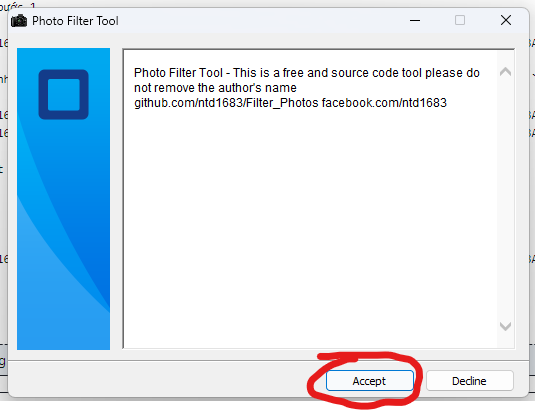 Photo Filter Tool
Photo Filter Tool - This is a free and source code tool please do
not remove the author's name
github.com/ntd1683/Filter_Photos facebook.com/ntd1683
Accept
Decline